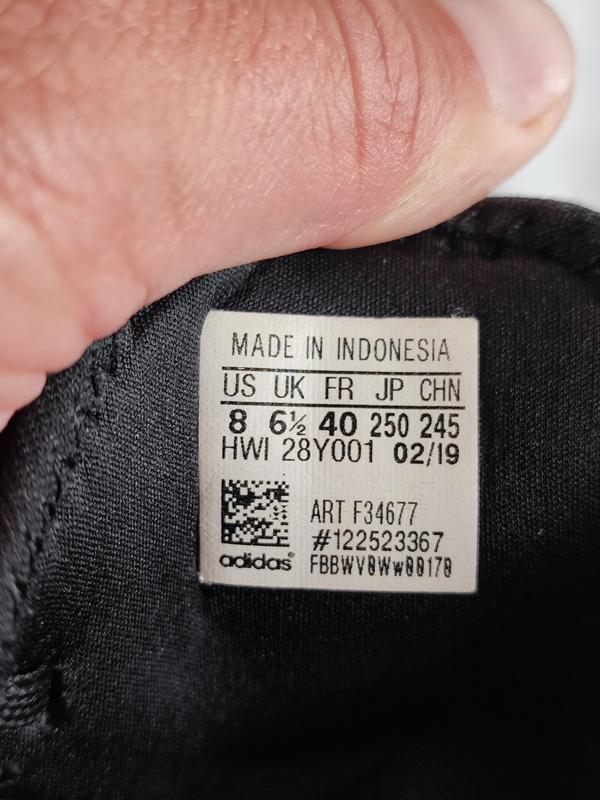 MADE IN INDONESIA
US UK FR JP CHN
8 6½ 40 250 245
HWI 28Y001 02/19
ART F34677
#122523367
adidas® FBBWV0Ww00170